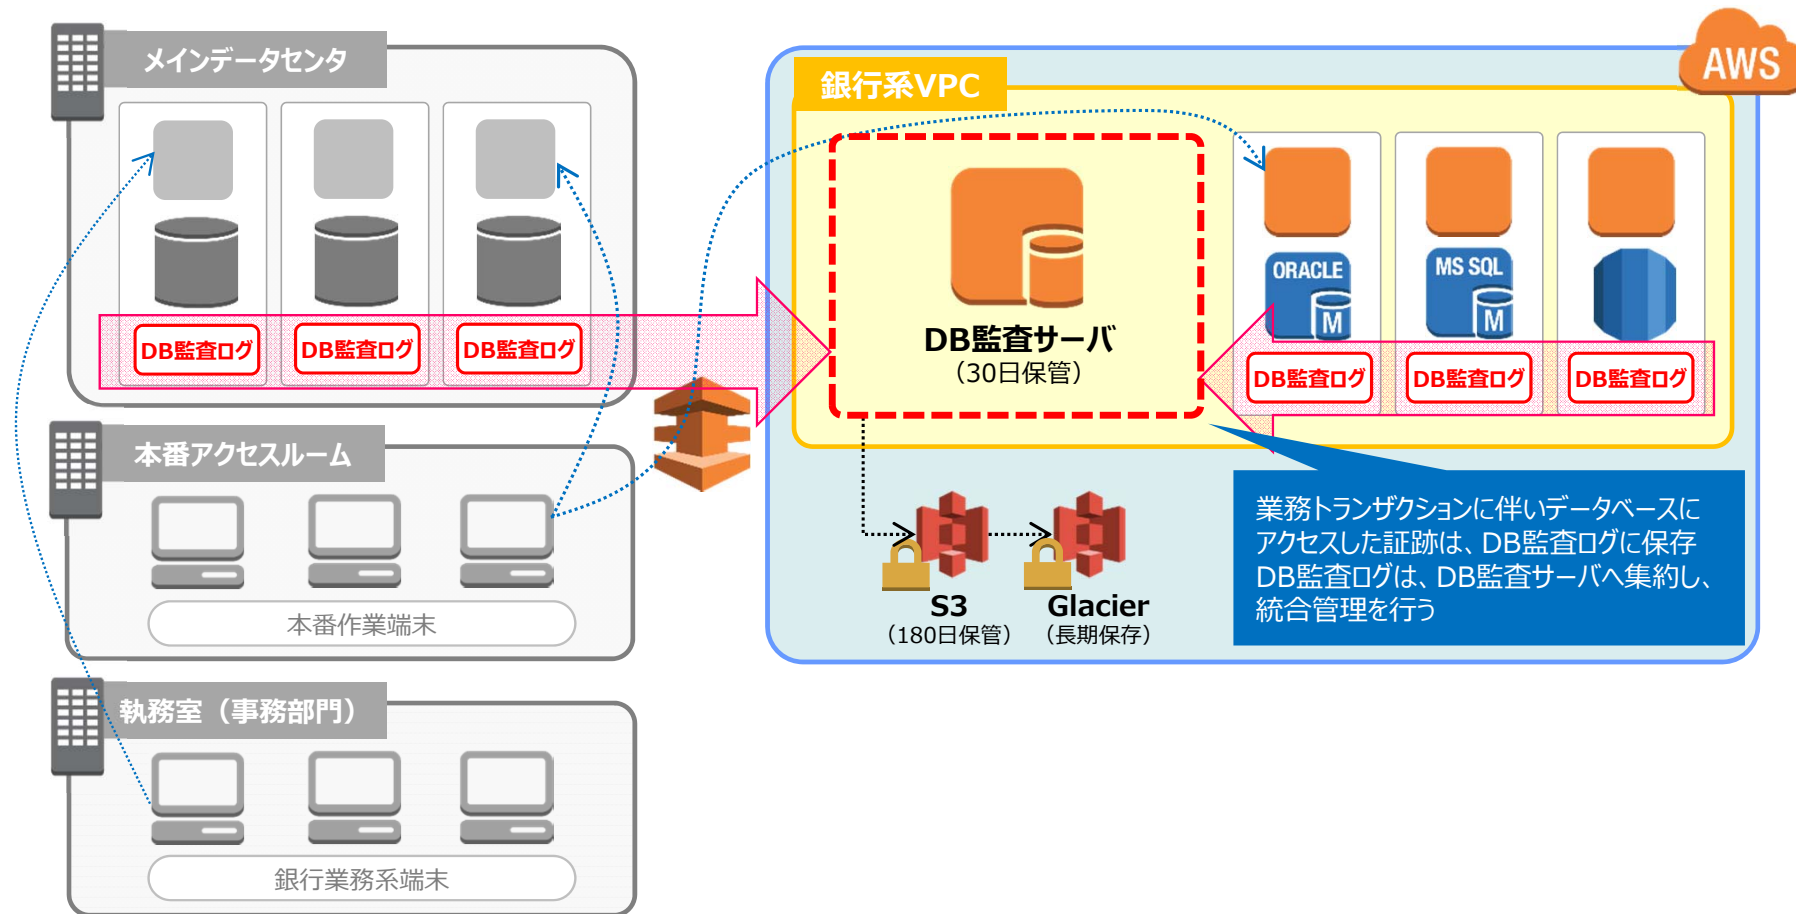 メインデータセンタ
DB監査ログ
DB監査ログ
DB監査ログ
本番アクセスルーム
本番作業端末
執務室（事務部門）
銀行業務系端末
AWS
銀行系VPC
DB監査サーバ
（30日保管）
ORACLE
M
MS SQL
M
DB監査ログ
DB監査ログ
DB監査ログ
S3
（180日保管）
Glacier
（長期保存）
業務トランザクションに伴いデータベースに
アクセスした証跡は、DB監査ログに保存
DB監査ログは、DB監査サーバへ集約し、
統合管理を行う